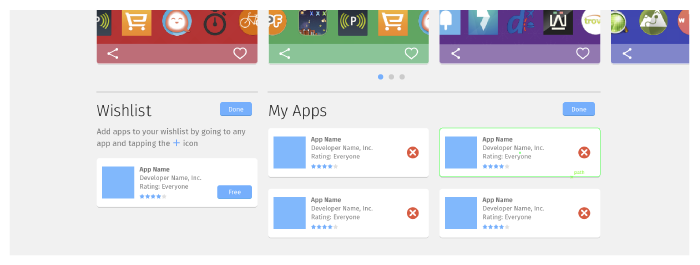 Wishlist
Done
Add apps to your wishlist by going to any
app and tapping the + icon
App Name
Developer Name, Inc.
Rating: Everyone
Free
My Apps
Done
App Name
Developer Name, Inc.
Rating: Everyone
App Name
Developer Name, Inc.
Rating: Everyone
App Name
Developer Name, Inc.
Rating: Everyone
App Name
Developer Name, Inc.
Rating: Everyone